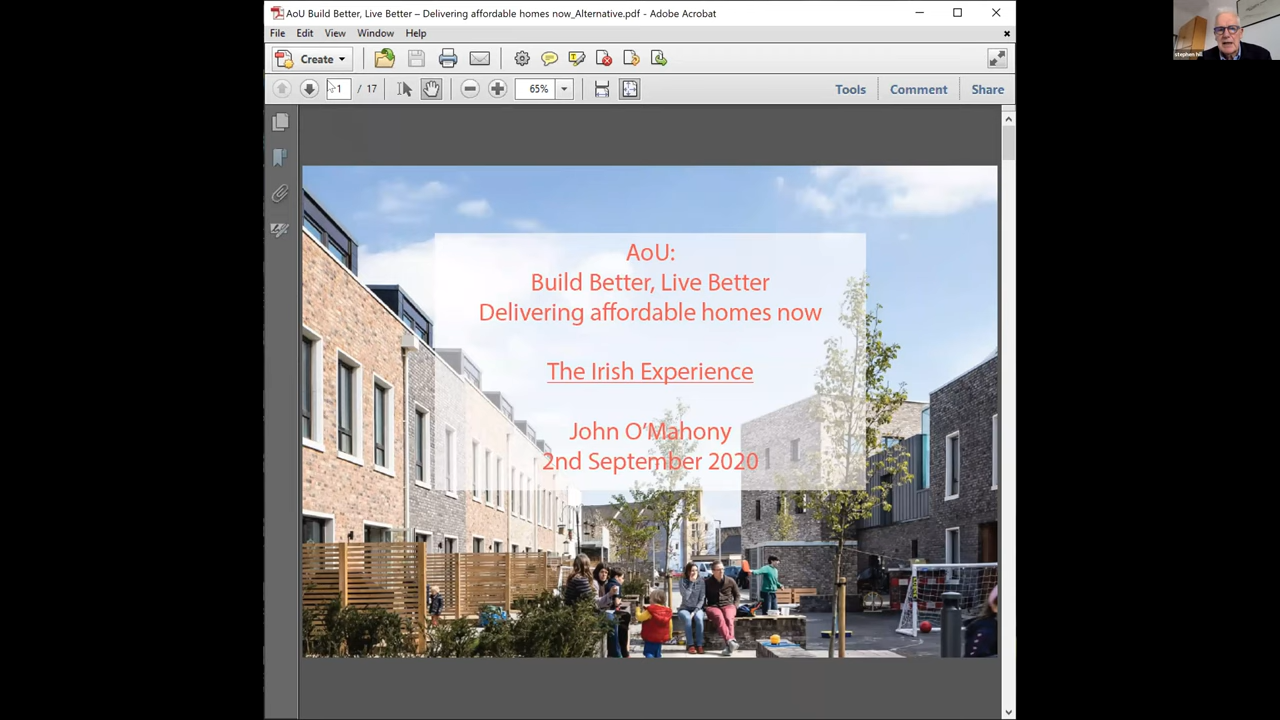 AoU Build Better, Live Better – Delivering affordable homes now_Alternative.pdf - Adobe Acrobat
File Edit View Window Help
Create
1 / 17
65%
Tools Comment Share
AoU:
Build Better, Live Better
Delivering affordable homes now
The Irish Experience
John O'Mahony
2nd September 2020
stephen hill